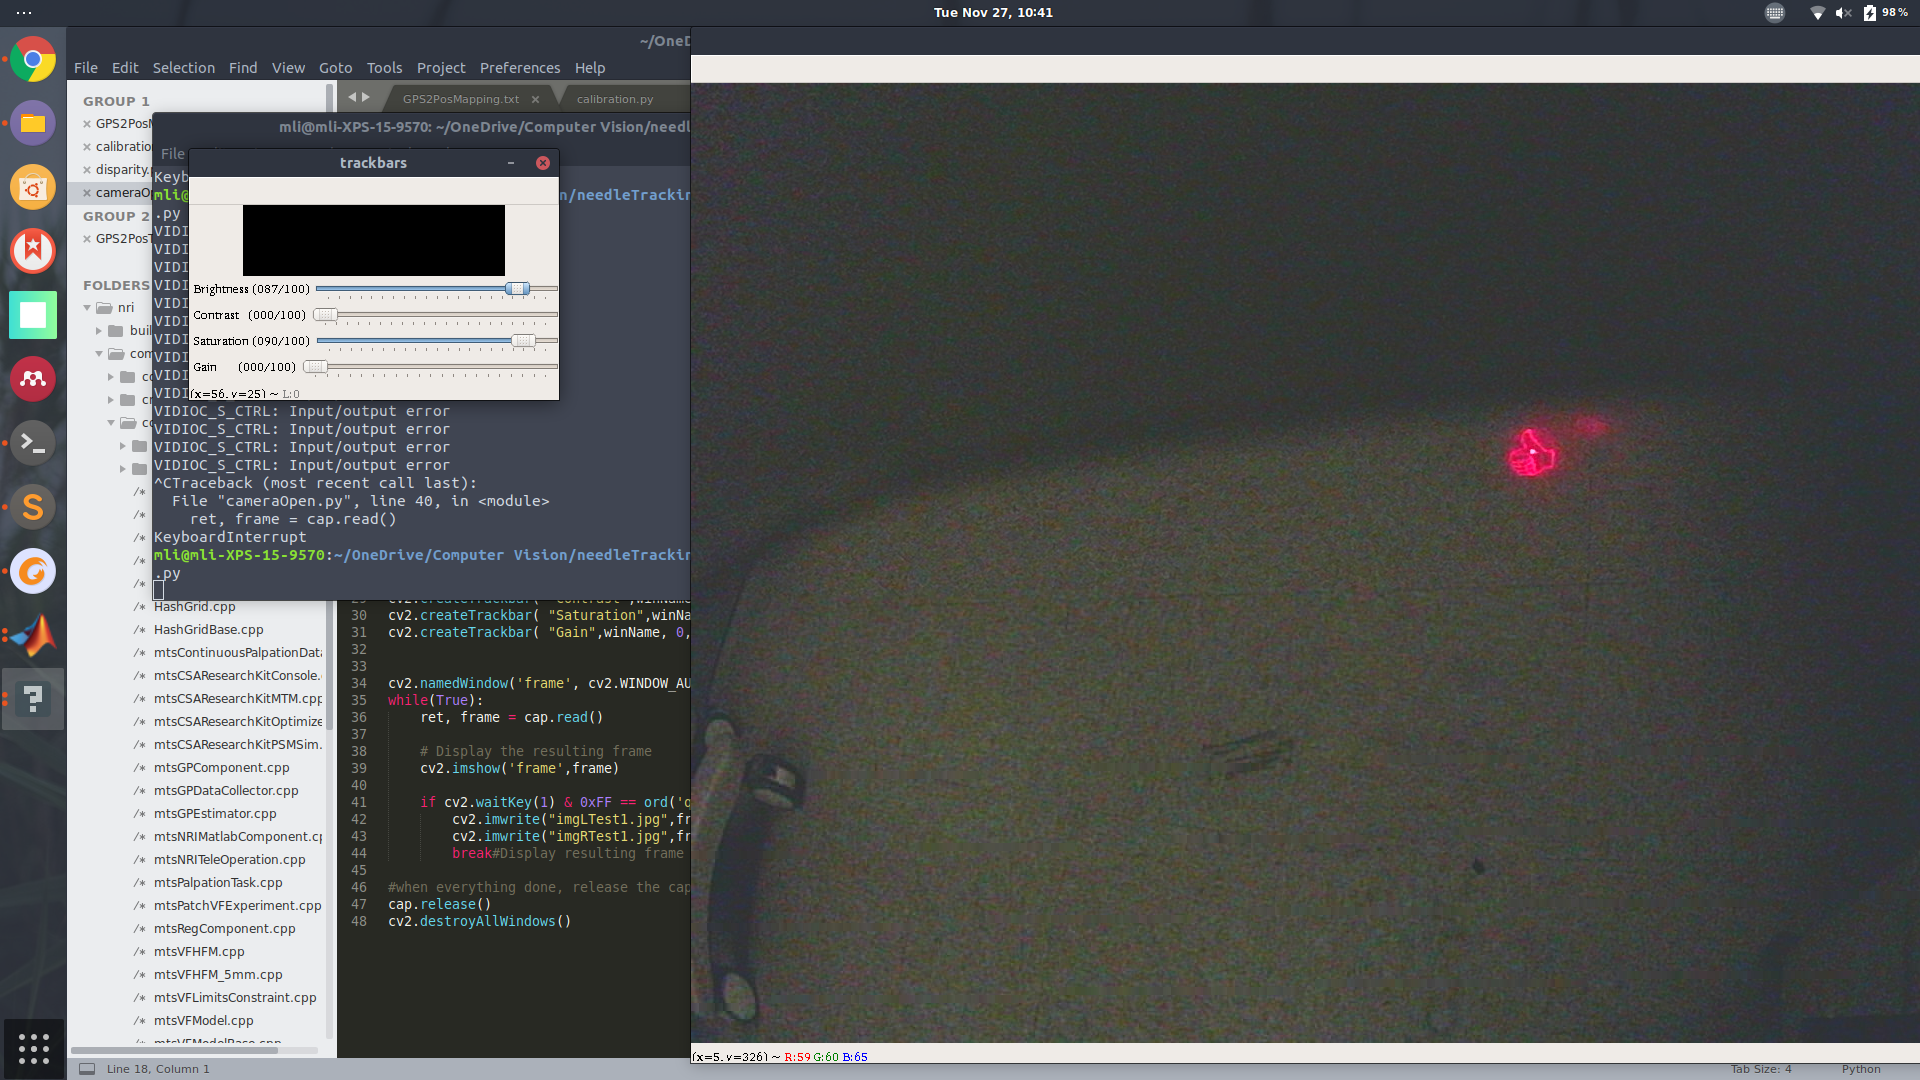 Tue Nov 27, 10:41
98%
~/OneD
File Edit Selection Find View Goto Tools Project Preferences Help
GROUP 1
GPS2PosM
calibratio
disparity.p
cameraO
GROUP 2
GPS2PosT
FOLDERS
nri
buil
com
HashGrid.cpp
HashGridBase.cpp
mtsContinuousPalpationData
mtsCSAResearchKitConsole.
mtsCSAResearchKitMTM.cpp
mtsCSAResearchKitOptimize
mtsCSAResearchKitPSMSim.
mtsGPComponent.cpp
mtsGPDataCollector.cpp
mtsGPEstimator.cpp
mtsNRIMatlabComponent.cp
mtsNRITeleOperation.cpp
mtsPalpationTask.cpp
mtsPatchVFExperiment.cpp
mtsRegComponent.cpp
mtsVFHFM.cpp
mtsVFHFM_5mm.cpp
mtsVFLimitsConstraint.cpp
mtsVFModel.cpp
GPS2PosMapping.txt
calibration.py
mli@mli-XPS-15-9570: ~/OneDrive/Computer Vision/needl
File
Keyb
mli@
n/needleTrackin
.py
VIDI
VIDI
VIDI
VIDI
VIDI
VIDI
VIDI
VIDI
VIDI
VIDI
VIDIOC_S_CTRL: Input/output error
VIDIOC_S_CTRL: Input/output error
VIDIOC_S_CTRL: Input/output error
VIDIOC_S_CTRL: Input/output error
^CTraceback (most recent call last):
File "cameraOpen.py", line 40, in <module>
ret, frame = cap.read()
KeyboardInterrupt
mli@mli-XPS-15-9570:~/OneDrive/Computer Vision/needleTrackin
.py
trackbars
Brightness (087/100)
Contrast (000/100)
Saturation (090/100)
Gain (000/100)
(x=56, y=25) ~ L:0
30 cv2.createTrackbar( "Saturation",winNa
31 cv2.createTrackbar( "Gain",winName, 0,
32
33
34 cv2.namedWindow('frame', cv2.WINDOW_AU
35 while(True):
36 ret, frame = cap.read()
37
38 # Display the resulting frame
39 cv2.imshow('frame',frame)
40
41 if cv2.waitKey(1) & 0xFF == ord('q
42 cv2.imwrite("imgLTest1.jpg",fr
43 cv2.imwrite("imgRTest1.jpg",fr
44 break#Display resulting frame
45
46 #when everything done, release the cap
47 cap.release()
48 cv2.destroyAllWindows()
(x=5, y=326) ~ R:59 G:60 B:65
Line 18, Column 1
Tab Size: 4
Python